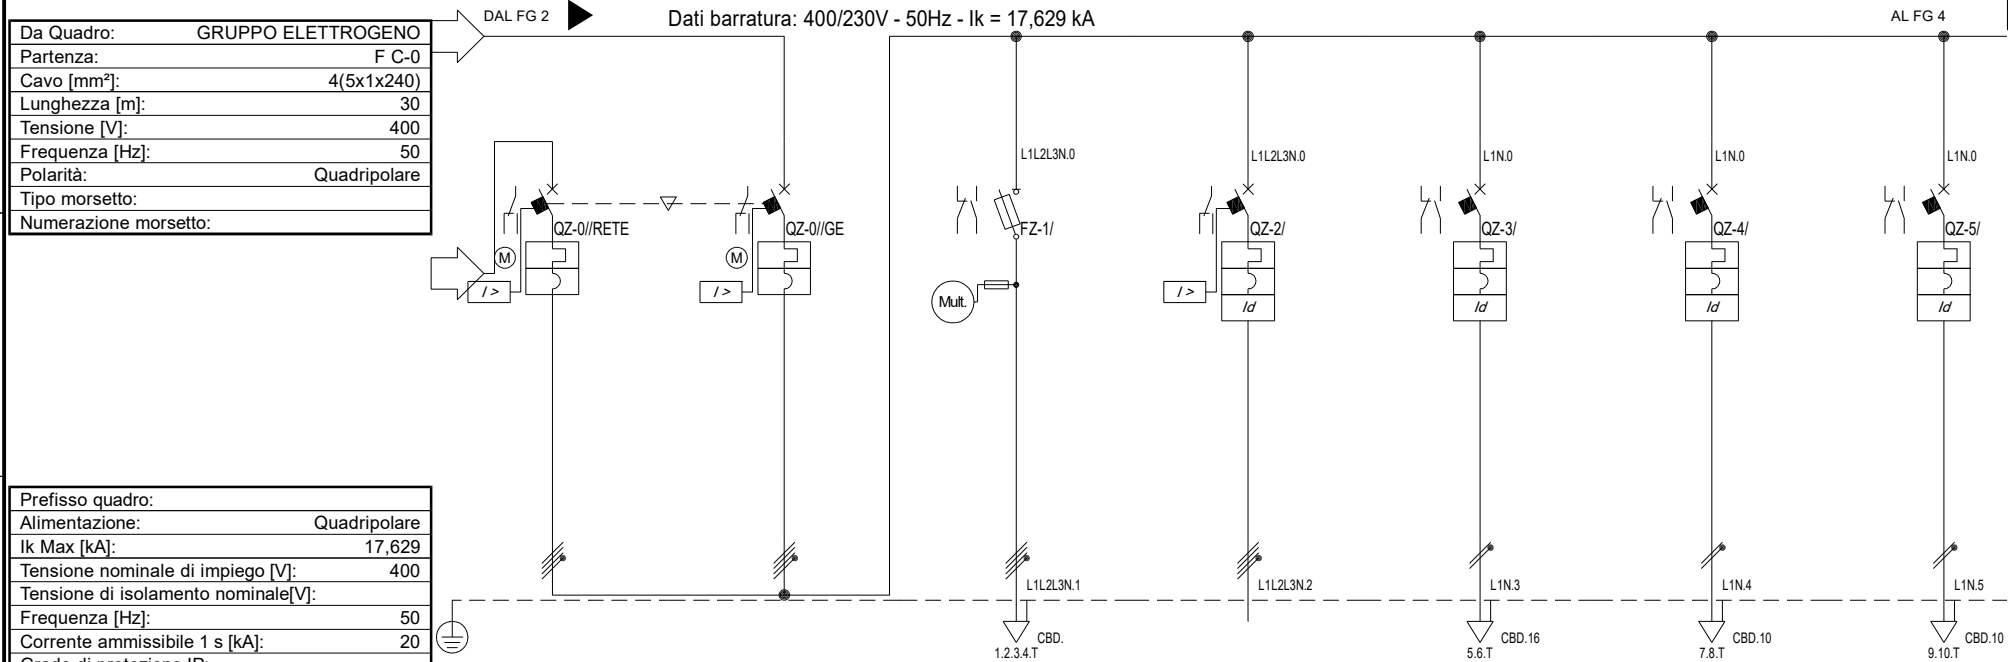 DAL FG 2
Dati barratura: 400/230V - 50Hz - Ik = 17,629 kA
AL FG 4
Da Quadro: GRUPPO ELETTROGENO
Partenza: F C-0
Cavo [mm²]: 4(5x1x240)
Lunghezza [m]: 30
Tensione [V]: 400
Frequenza [Hz]: 50
Polarità: Quadripolare
Tipo morsetto:
Numerazione morsetto:
L1L2L3N.0 L1L2L3N.0 L1N.0 L1N.0 L1N.0
QZ-0//RETE QZ-0//GE FZ-1/ QZ-2/ QZ-3/ QZ-4/ QZ-5/
M M
I > I > Mult. I >
Id Id Id Id
Prefisso quadro:
Alimentazione: Quadripolare
Ik Max [kA]: 17,629
Tensione nominale di impiego [V]: 400
Tensione di isolamento nominale[V]:
Frequenza [Hz]: 50
Corrente ammissibile 1 s [kA]: 20
Grado di protezione IP:
L1L2L3N.1 L1L2L3N.2 L1N.3 L1N.4 L1N.5
CBD. CBD.16 CBD.10 CBD.10
1.2.3.4.T 5.6.T 7.8.T 9.10.T